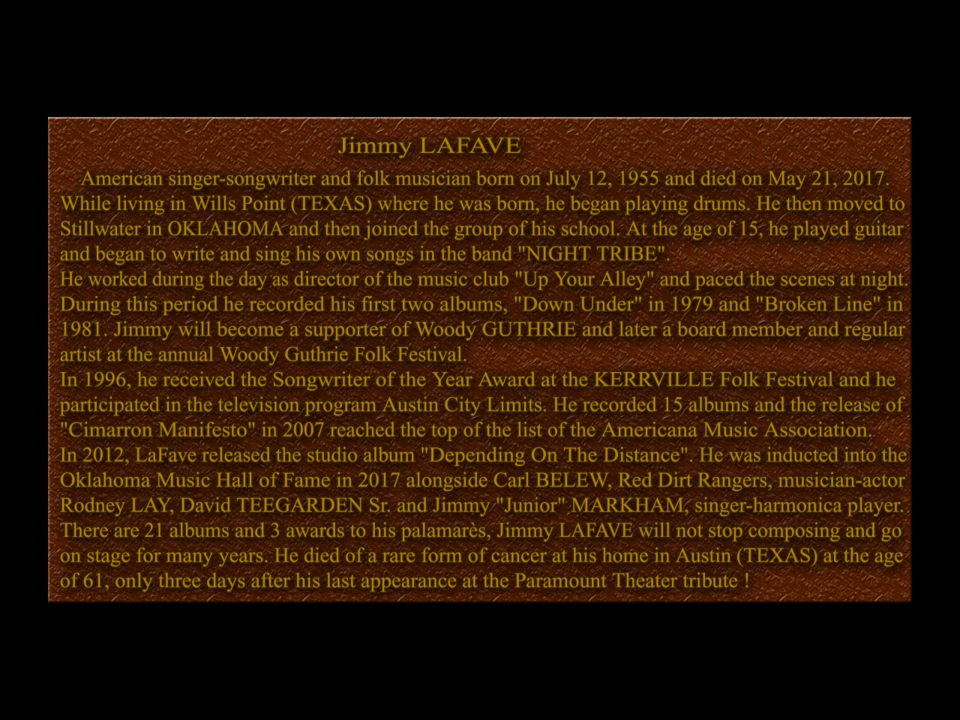 Jimmy LAFAVE
American singer-songwriter and folk musician born on July 12, 1955 and died on May 21, 2017.
While living in Wills Point (TEXAS) where he was born, he began playing drums. He then moved to
Stillwater in OKLAHOMA and then joined the group of his school. At the age of 15, he played guitar
and began to write and sing his own songs in the band "NIGHT TRIBE".
He worked during the day as director of the music club "Up Your Alley" and paced the scenes at night.
During this period he recorded his first two albums, "Down Under" in 1979 and "Broken Line" in
1981. Jimmy will become a supporter of Woody GUTHRIE and later a board member and regular
artist at the annual Woody Guthrie Folk Festival.
In 1996, he received the Songwriter of the Year Award at the KERRVILLE Folk Festival and he
participated in the television program Austin City Limits. He recorded 15 albums and the release of
"Cimarron Manifesto" in 2007 reached the top of the list of the Americana Music Association.
In 2012, LaFave released the studio album "Depending On The Distance". He was inducted into the
Oklahoma Music Hall of Fame in 2017 alongside Carl BELEW, Red Dirt Rangers, musician-actor
Rodney LAY, David TEEGARDEN Sr. and Jimmy "Junior" MARKHAM, singer-harmonica player.
There are 21 albums and 3 awards to his palamarès, Jimmy LAFAVE will not stop composing and go
on stage for many years. He died of a rare form of cancer at his home in Austin (TEXAS) at the age
of 61, only three days after his last appearance at the Paramount Theater tribute !